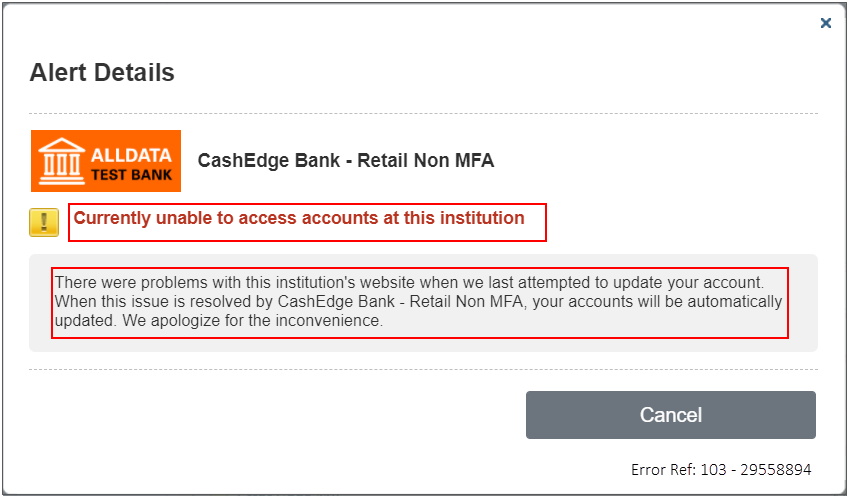 ×
Alert Details
ALLDATA
TEST BANK
CashEdge Bank - Retail Non MFA
!
Currently unable to access accounts at this institution
There were problems with this institution's website when we last attempted to update your account.
When this issue is resolved by CashEdge Bank - Retail Non MFA, your accounts will be automatically
updated. We apologize for the inconvenience.
Cancel
Error Ref: 103 - 29558894